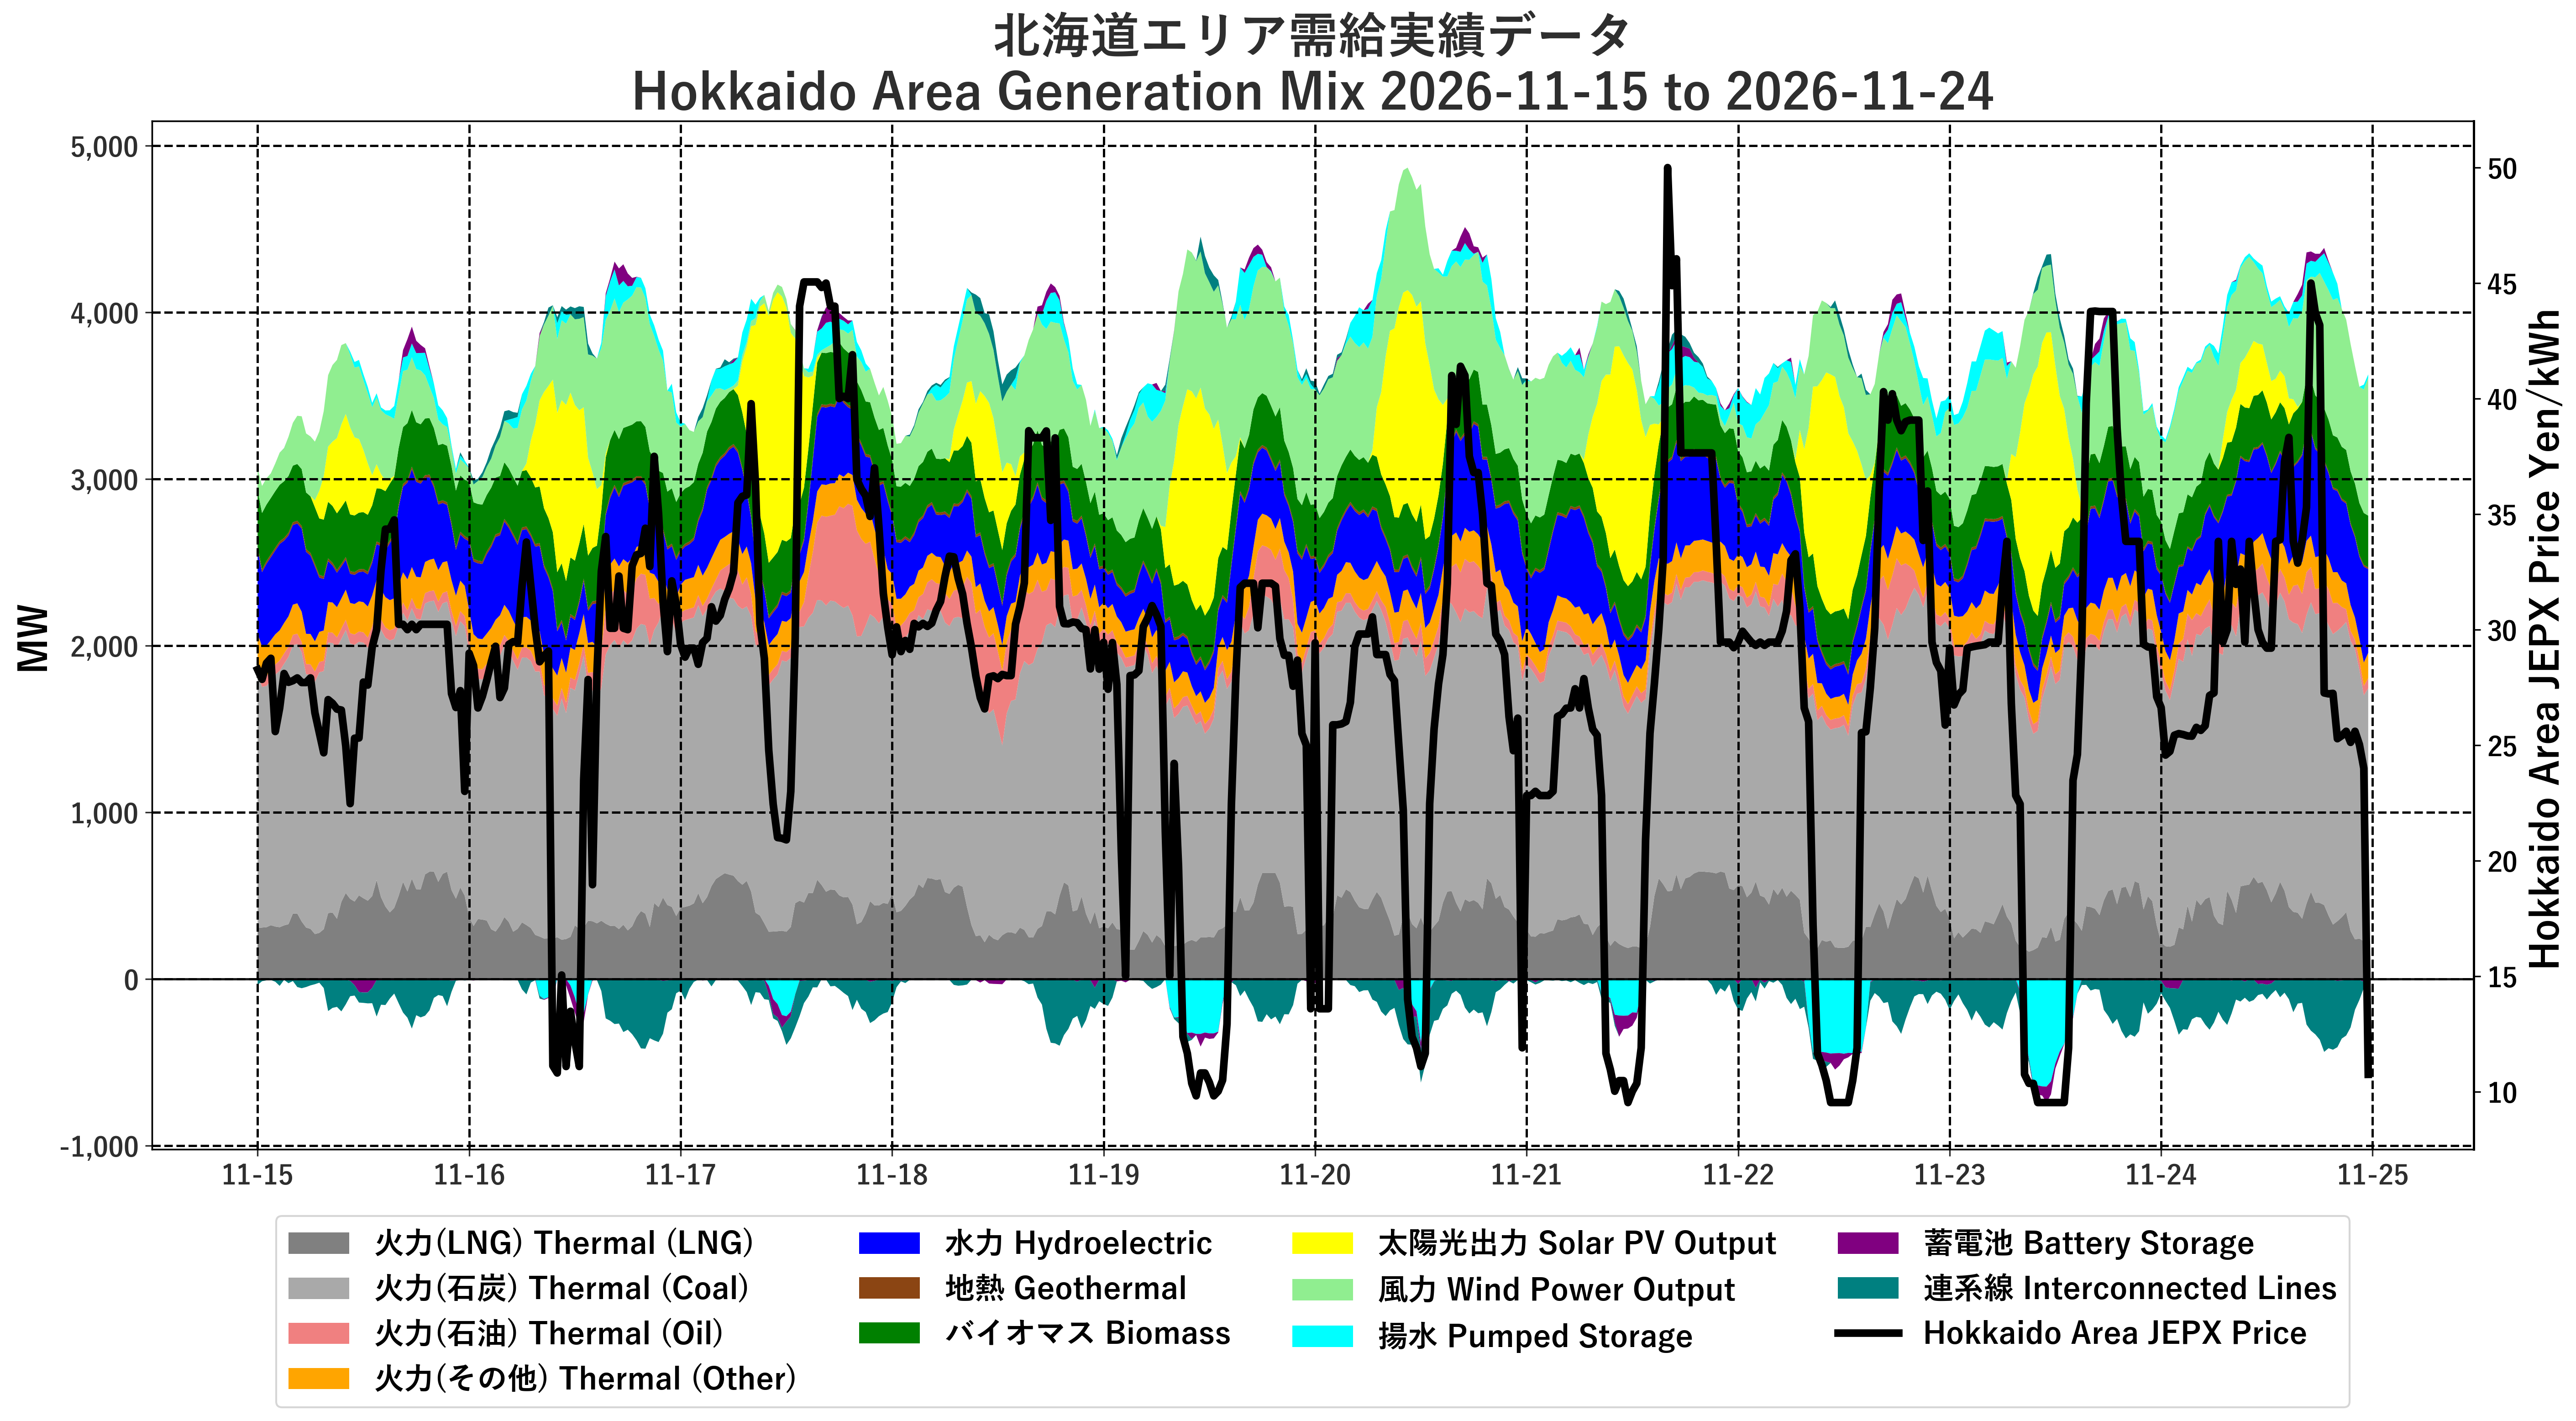 北海道エリア需給実績データ
Hokkaido Area Generation Mix 2026-11-15 to 2026-11-24
MW
5,000
4,000
3,000
2,000
1,000
0
-1,000
50
45
40
35
30
25
20
15
10
Hokkaido Area JEPX Price Yen/kWh
11-15 11-16 11-17 11-18 11-19 11-20 11-21 11-22 11-23 11-24 11-25
火力(LNG) Thermal (LNG)
火力(石炭) Thermal (Coal)
火力(石油) Thermal (Oil)
火力(その他) Thermal (Other)
水力 Hydroelectric
地熱 Geothermal
バイオマス Biomass
太陽光出力 Solar PV Output
風力 Wind Power Output
揚水 Pumped Storage
蓄電池 Battery Storage
連系線 Interconnected Lines
Hokkaido Area JEPX Price